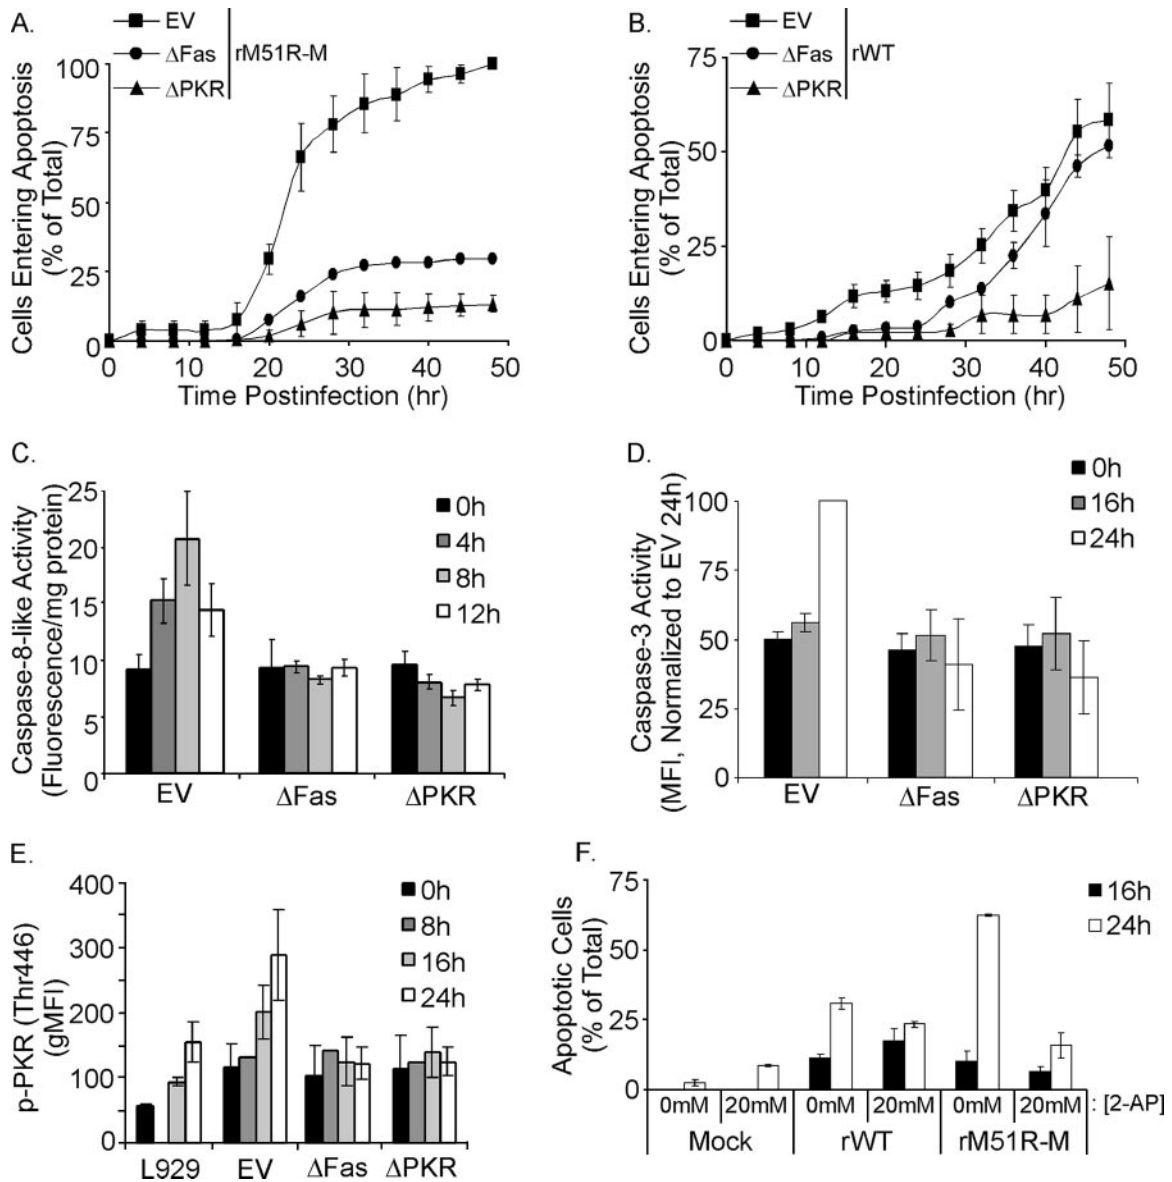 A.
EV
ΔFas
ΔPKR
rM51R-M
100
75
50
25
0
Cells Entering Apoptosis
(% of Total)
0 10 20 30 40 50
Time Postinfection (hr)
B.
EV
ΔFas
ΔPKR
rWT
75
50
25
0
Cells Entering Apoptosis
(% of Total)
0 10 20 30 40 50
Time Postinfection (hr)
C.
25
20
15
10
5
0
Caspase-8-like Activity
(Fluorescence/mg protein)
0h
4h
8h
12h
EV ΔFas ΔPKR
D.
100
75
50
25
0
Caspase-3 Activity
(MFI, Normalized to EV 24h)
0h
16h
24h
EV ΔFas ΔPKR
E.
400
300
200
150
100
50
0
p-PKR (Thr446)
(gMFI)
0h
8h
16h
24h
L929 EV ΔFas ΔPKR
F.
75
50
25
0
Apoptotic Cells
(% of Total)
16h
24h
0mM 20mM 0mM 20mM 0mM 20mM : [2-AP]
Mock rWT rM51R-M